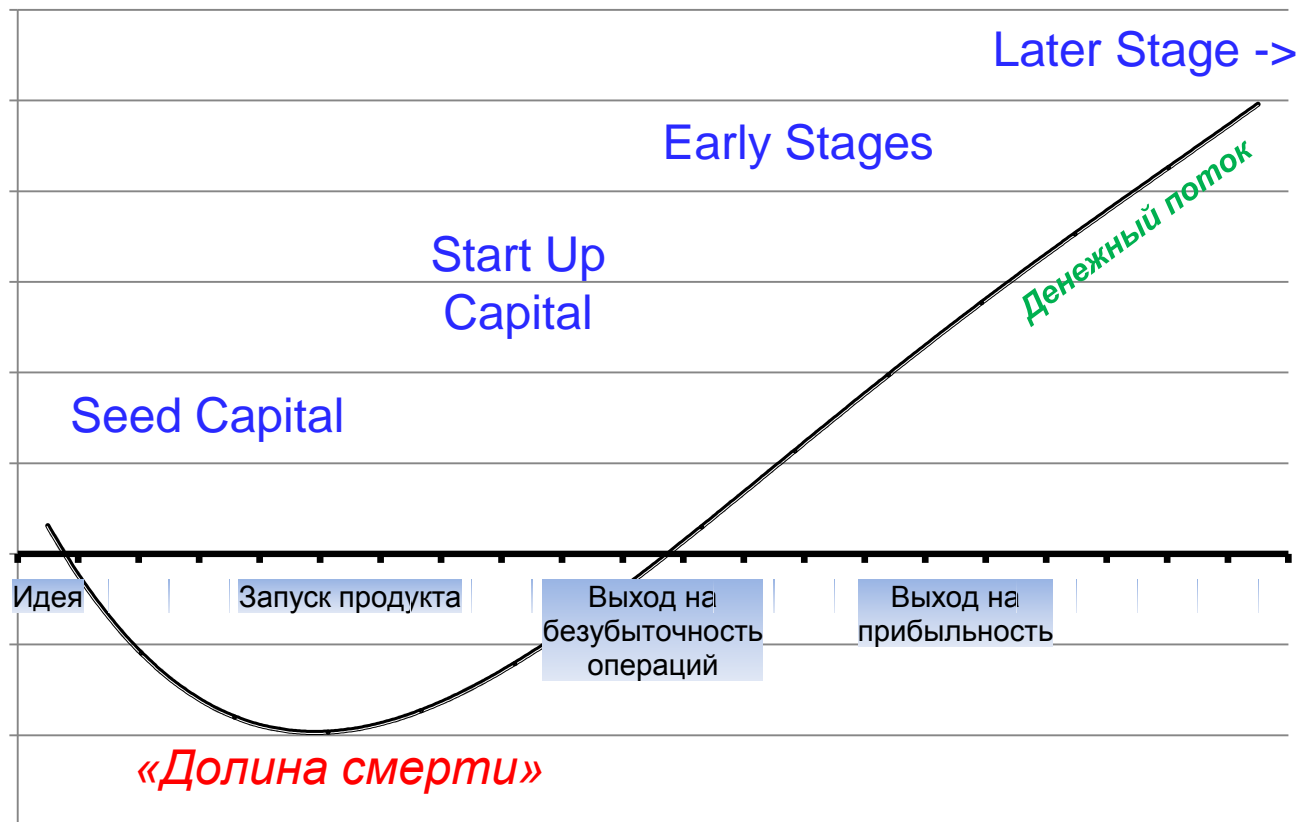 Later Stage ->
Early Stages
Денежный поток
Start Up
Capital
Seed Capital
Идея
Запуск продукта
Выход на
безубыточность
операций
Выход на
прибыльность
«Долина смерти»